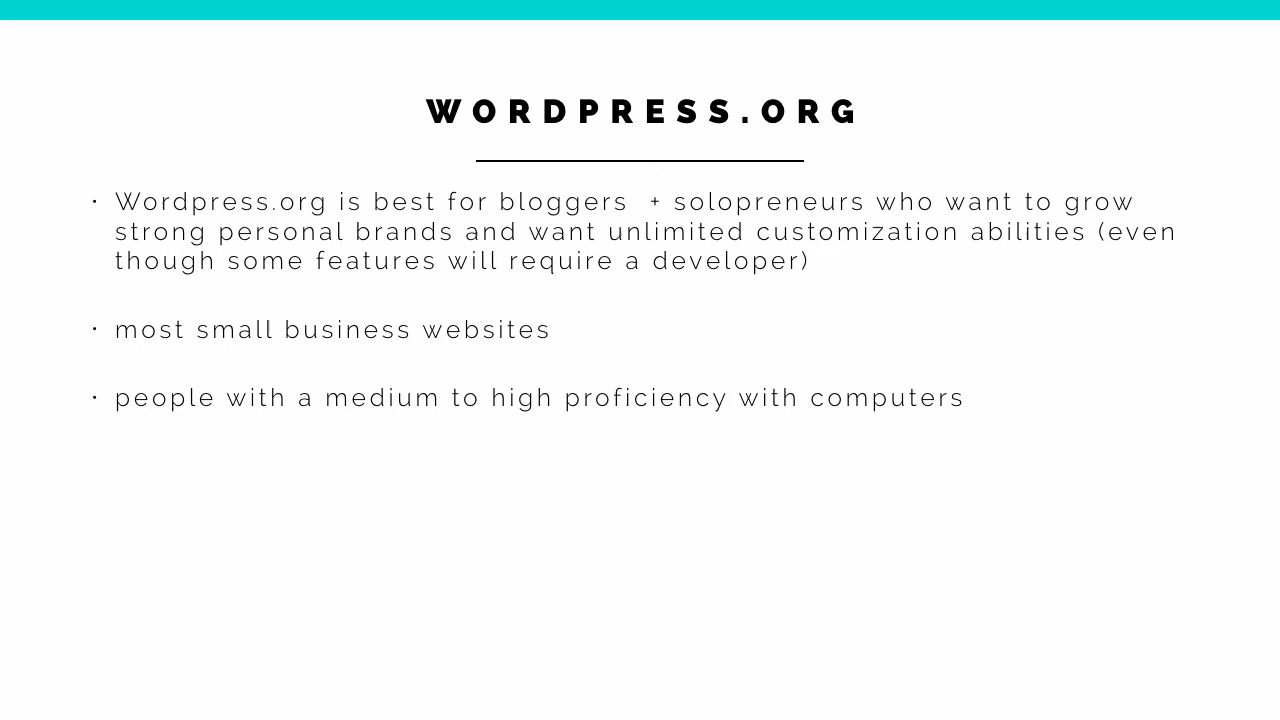 WORDPRESS.ORG
· Wordpress.org is best for bloggers + solopreneurs who want to grow
strong personal brands and want unlimited customization abilities (even
though some features will require a developer)
· most small business websites
· people with a medium to high proficiency with computers